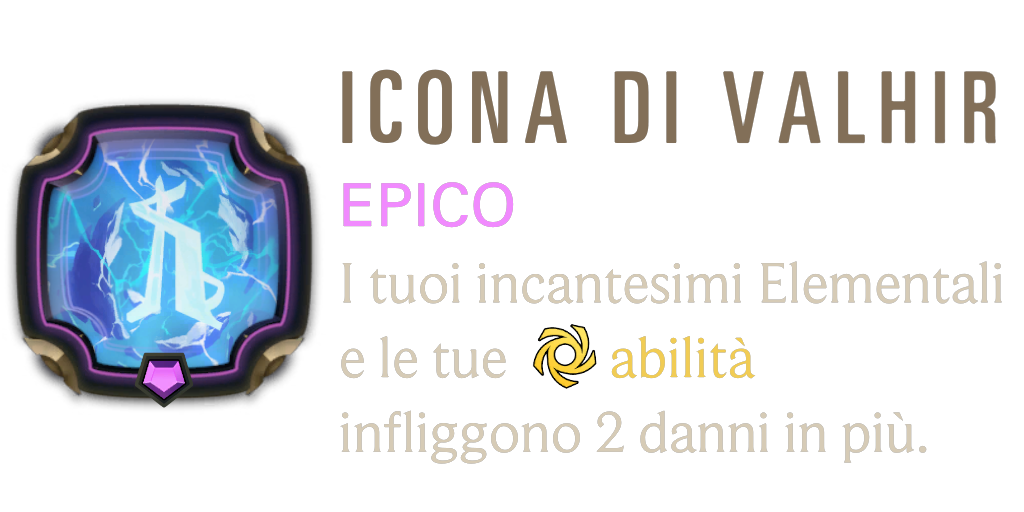 ICONA DI VALHIR
EPICO
I tuoi incantesimi Elementali
e le tue abilità
infliggono 2 danni in più.